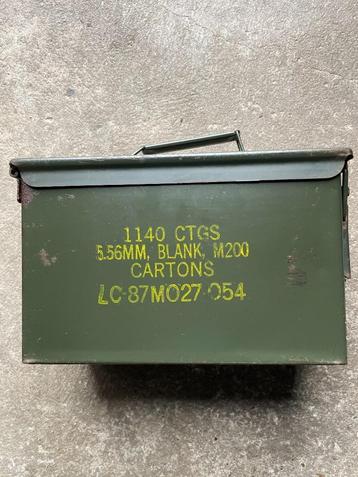 1140 CTGS
5.56MM, BLANK, M200
CARTONS
LC-87M027-054